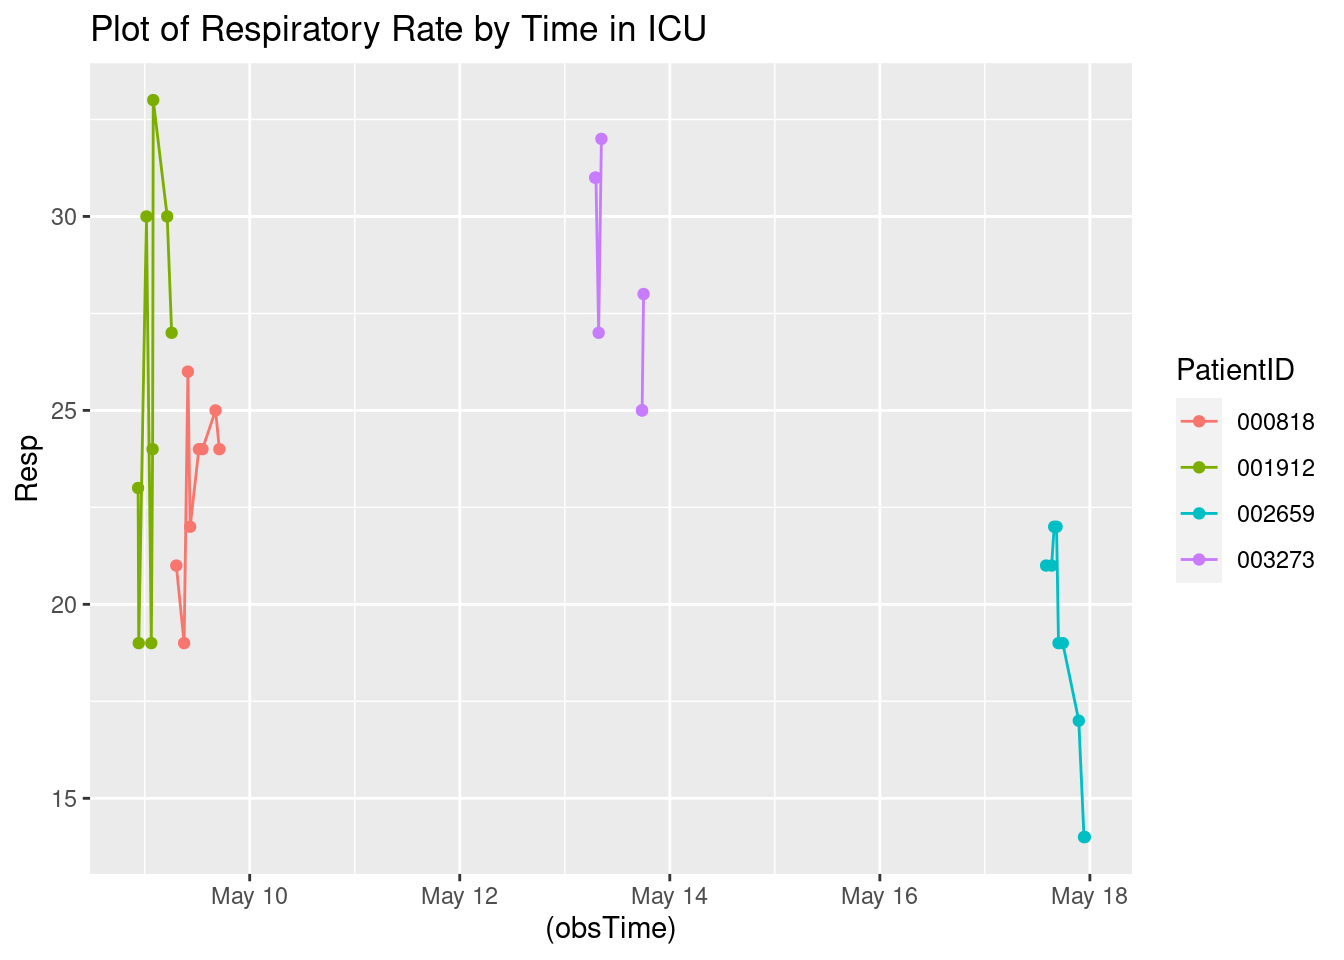 Plot of Respiratory Rate by Time in ICU
30
25
20
15
Resp
May 10
May 12
May 14
May 16
May 18
(obsTime)
PatientID
000818
001912
002659
003273